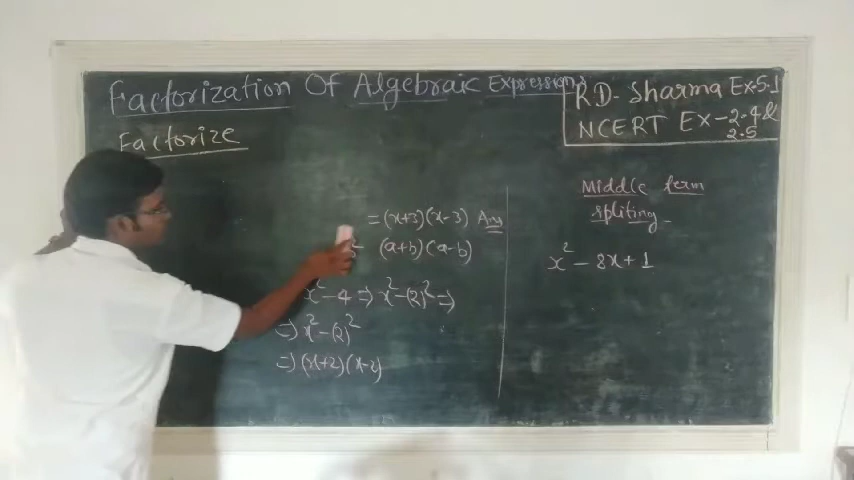 Factorization Of Algebraic Expressions
RD- Sharma Ex-5.1
NCERT Ex-2.4 &
2.5
Factorize
= (x+3)(x-3) Ans
(a+b)(a-b)
x² - 4 ⇒ x² - (2)² ⇒
⇒ x² - (2)²
⇒ (x+2)(x-2)
Middle term
spliting
x² - 8x + 1